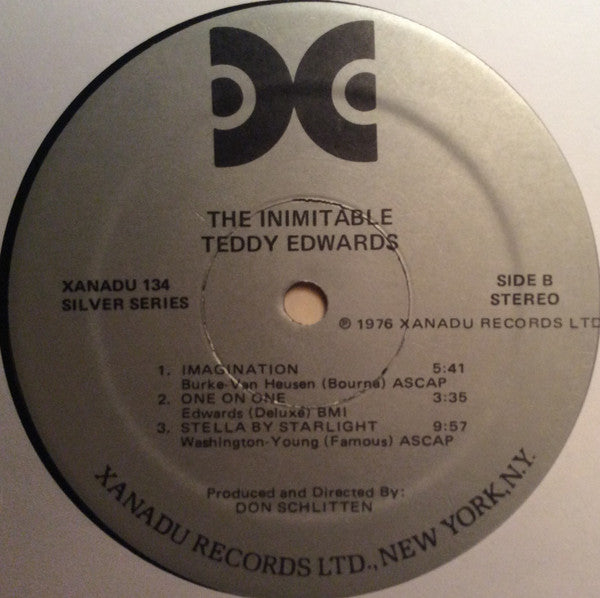 THE INIMITABLE
TEDDY EDWARDS
XANADU 134
SILVER SERIES
SIDE B
STEREO
℗ 1976 XANADU RECORDS LTD
1. IMAGINATION 5:41
Burke-Van Heusen (Bourne) ASCAP
2. ONE ON ONE 3:35
Edwards (Deluxe) BMI
3. STELLA BY STARLIGHT 9:57
Washington-Young (Famous) ASCAP
Produced and Directed By:
DON SCHLITTEN
XANADU RECORDS LTD., NEW YORK, N.Y.